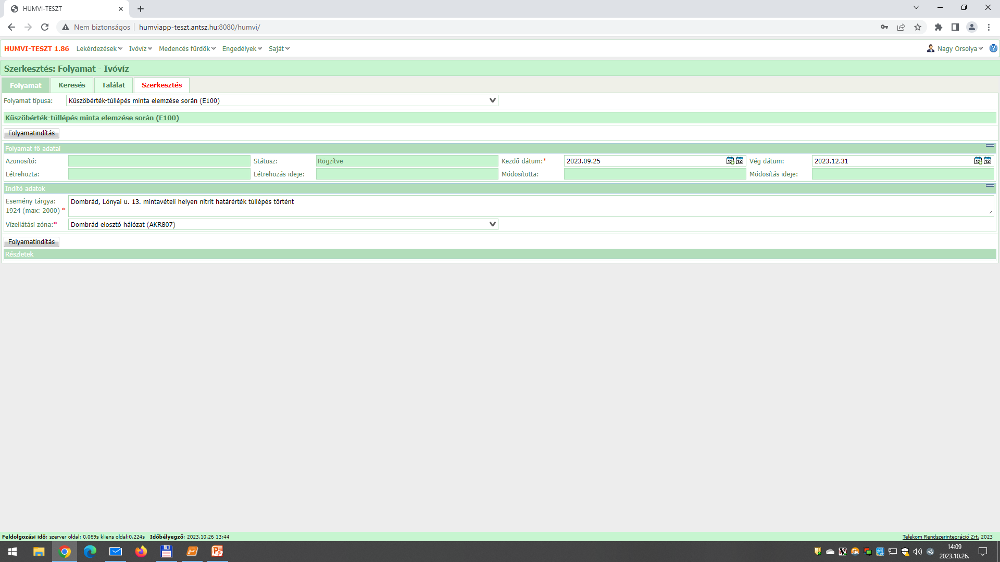 HUMVI-TESZT
Nem biztonságos | humviapp-teszt.antsz.hu:8080/humvi/
HUMVI-TESZT 1.86 Lekérdezések Ivóvíz Medencés fürdők Engedélyek Saját Nagy Orsolya ?
Szerkesztés: Folyamat - Ivóvíz
Folyamat Keresés Találat Szerkesztés
Folyamat típusa: Küszöbérték-túllépés minta elemzése során (E100)
Küszöbérték-túllépés minta elemzése során (E100)
Folyamatindítás
Folyamat fő adatai
Azonosító: Státusz: Rögzítve Kezdő dátum:* 2023.09.25 12 12 Vég dátum: 2023.12.31 12 12
Létrehozta: Létrehozás ideje: Módosította: Módosítás ideje:
Indító adatok
Esemény tárgya: Dombrád, Lónyai u. 13. mintavételi helyen nitrit határérték túllépés történt
1924 (max: 2000) *
Vízellátási zóna:* Dombrád elosztó hálózat (AKR807)
Folyamatindítás
Részletek
Feldolgozási idő: szerver oldal: 0,069s kliens oldal:0,224s Időbélyegző: 2023.10.26 13:44 Telekom Rendszerintegráció Zrt. 2023
14:09
2023.10.26.